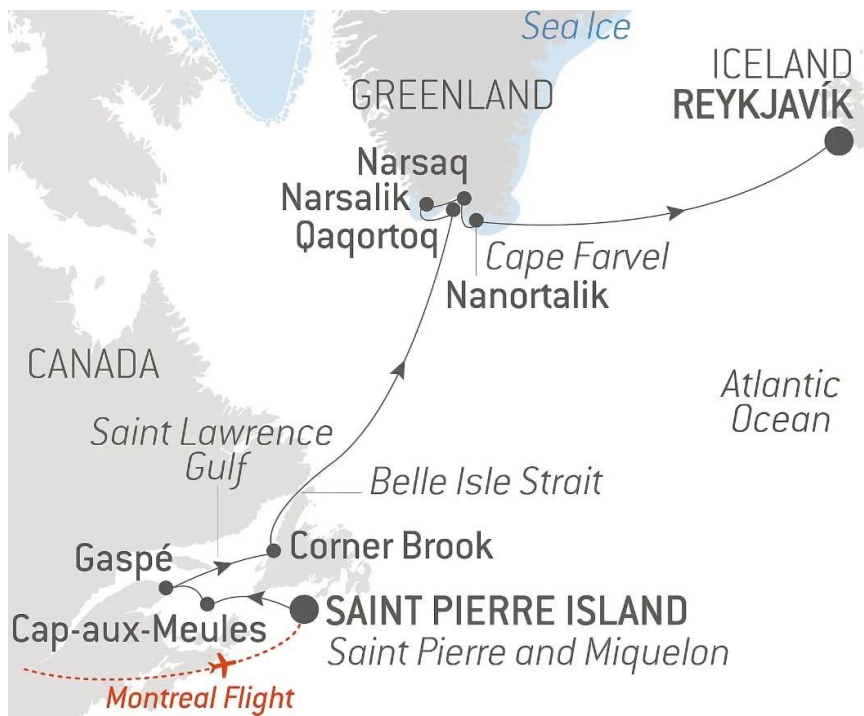 Sea Ice
ICELAND
REYKJAVÍK
GREENLAND
Narsaq
Narsalik
Qaqortoq
Cape Farvel
Nanortalik
CANADA
Atlantic
Ocean
Saint Lawrence
Gulf
Belle Isle Strait
Corner Brook
Gaspé
Cap-aux-Meules
SAINT PIERRE ISLAND
Saint Pierre and Miquelon
Montreal Flight